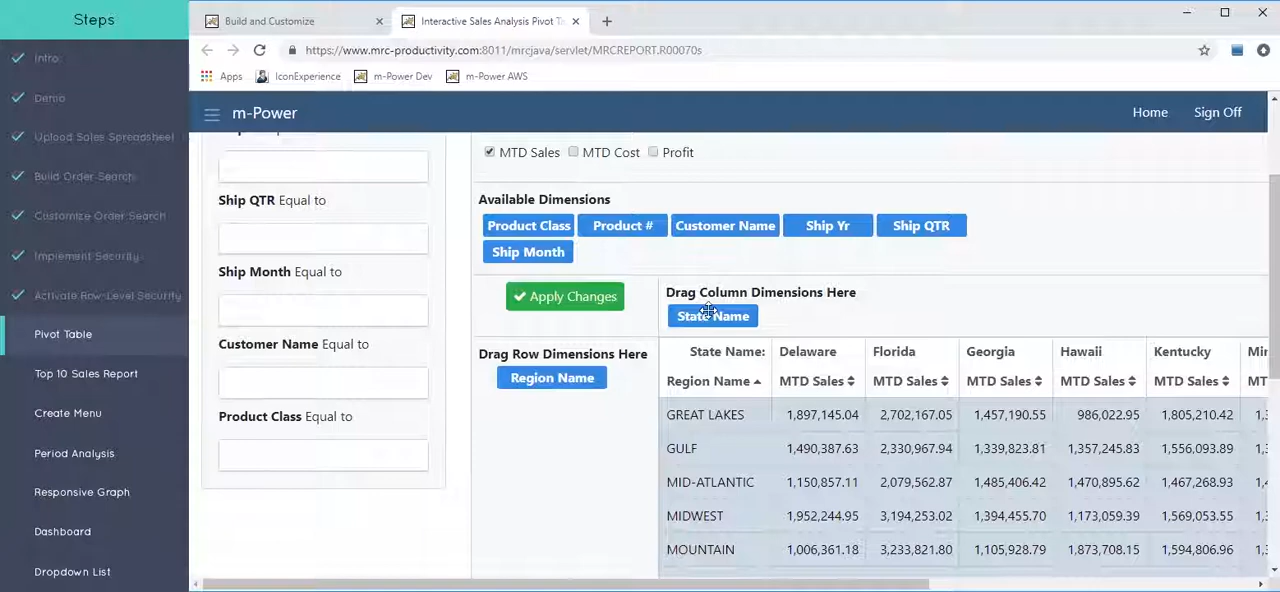 Steps
Intro
Demo
Upload Sales Spreadsheet
Build Order Search
Customize Order Search
Implement Security
Activate Row-Level Security
Pivot Table
Top 10 Sales Report
Create Menu
Period Analysis
Responsive Graph
Dashboard
Dropdown List
Build and Customize
Interactive Sales Analysis Pivot Ta
https://www.mrc-productivity.com:8011/mrcjava/servlet/MRCREPORT.R00070s
Apps IconExperience m-Power Dev m-Power AWS
m-Power Home Sign Off
Ship QTR Equal to
Ship Month Equal to
Customer Name Equal to
Product Class Equal to
MTD Sales MTD Cost Profit
Available Dimensions
Product Class Product # Customer Name Ship Yr Ship QTR
Ship Month
Apply Changes
Drag Column Dimensions Here
State Name
Drag Row Dimensions Here
Region Name
State Name: Delaware Florida Georgia Hawaii Kentucky
Region Name MTD Sales MTD Sales MTD Sales MTD Sales MTD Sales MT
GREAT LAKES 1,897,145.04 2,702,167.05 1,457,190.55 986,022.95 1,805,210.42
GULF 1,490,387.63 2,330,967.94 1,339,823.81 1,357,245.83 1,556,093.89
MID-ATLANTIC 1,150,857.11 2,079,562.87 1,485,406.42 1,470,895.62 1,467,268.93
MIDWEST 1,952,244.95 3,194,253.02 1,394,455.70 1,173,059.39 1,569,053.55
MOUNTAIN 1,006,361.18 3,233,821.80 1,105,928.79 1,873,708.15 1,594,806.96